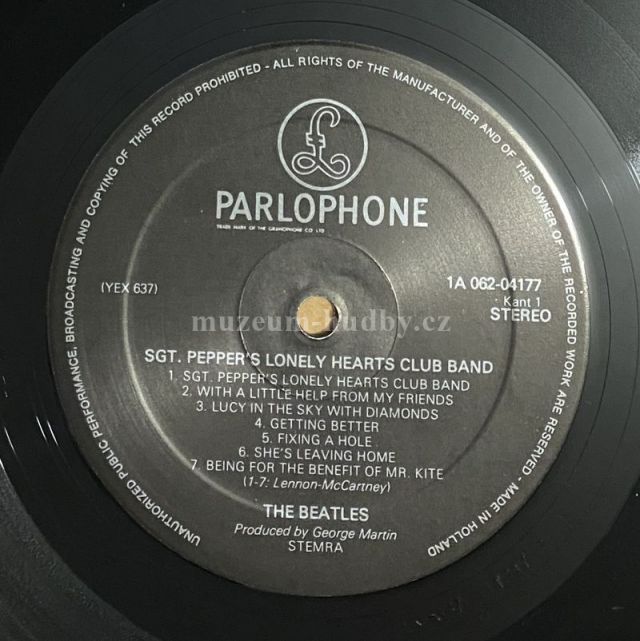 UNAUTHORIZED PUBLIC PERFORMANCE, BROADCASTING AND COPYING OF THIS RECORD PROHIBITED - ALL RIGHTS OF THE MANUFACTURER AND OF THE OWNER OF THE RECORDED WORK ARE RESERVED - MADE IN HOLLAND
£
PARLOPHONE
TRADE MARK OF THE GRAMOPHONE CO LTD
(YEX 637)
1A 062-04177
Kant 1
STEREO
muzeum-hudby.cz
SGT. PEPPER'S LONELY HEARTS CLUB BAND
1. SGT. PEPPER'S LONELY HEARTS CLUB BAND
2. WITH A LITTLE HELP FROM MY FRIENDS
3. LUCY IN THE SKY WITH DIAMONDS
4. GETTING BETTER
5. FIXING A HOLE
6. SHE'S LEAVING HOME
7. BEING FOR THE BENEFIT OF MR. KITE
(1-7: Lennon-McCartney)
THE BEATLES
Produced by George Martin
STEMRA